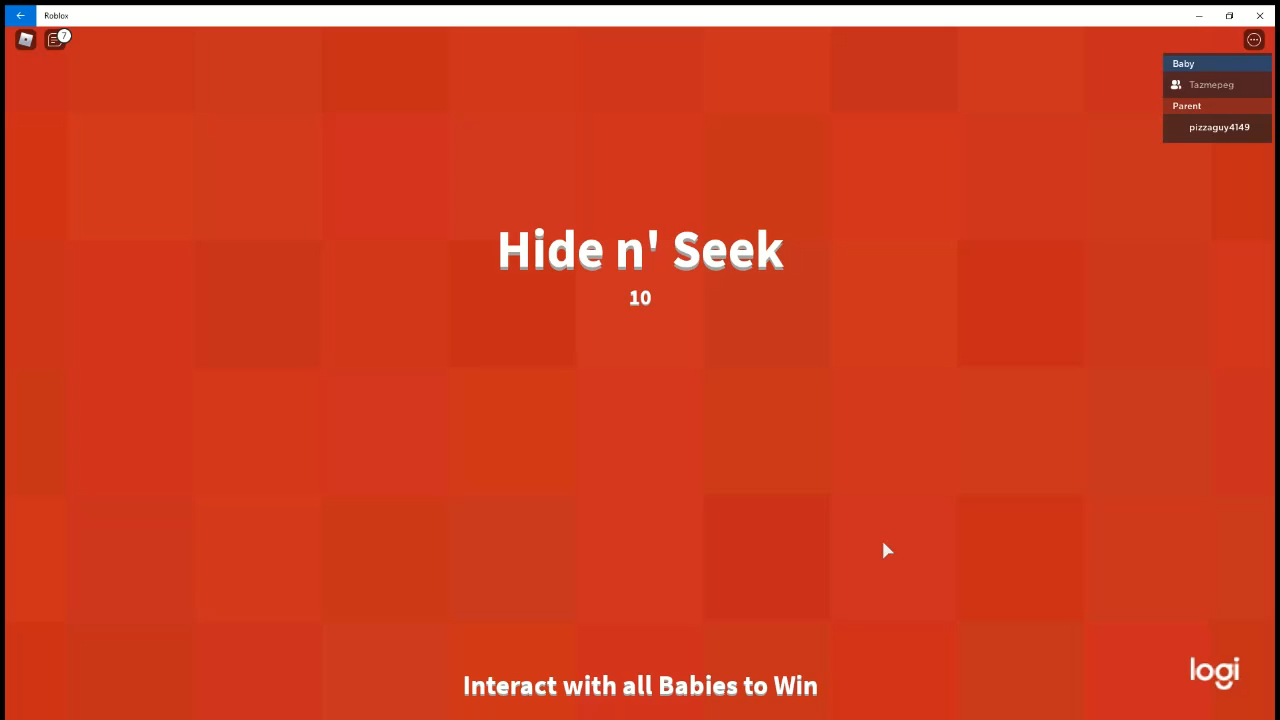 Roblox
7
Baby
Tazmepeg
Parent
pizzaguy4149
Hide n' Seek
10
Interact with all Babies to Win
logi